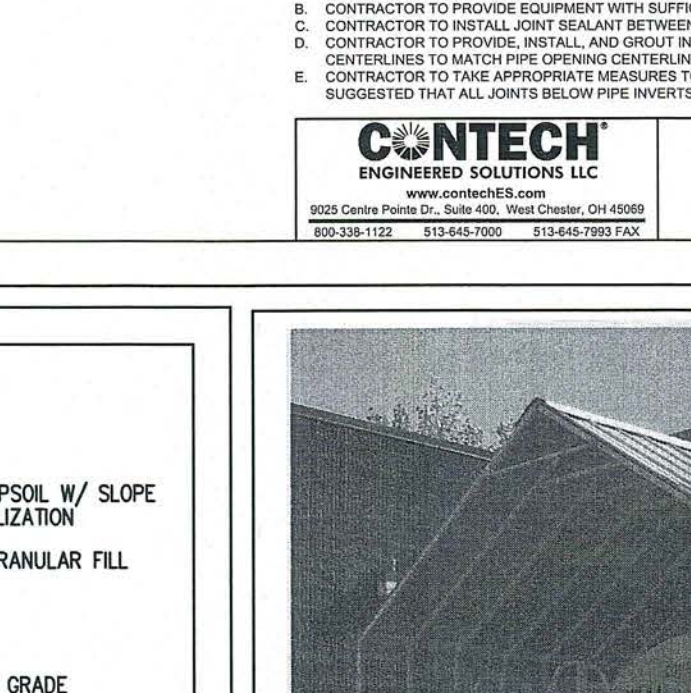 B. CONTRACTOR TO PROVIDE EQUIPMENT WITH
C. CONTRACTOR TO INSTALL JOINT SEALANT BETWEEN
D. CONTRACTOR TO PROVIDE, INSTALL, AND GROUT
CENTERLINES TO MATCH PIPE OPENING
E. CONTRACTOR TO TAKE APPROPRIATE MEASURES
SUGGESTED THAT ALL JOINTS BELOW PIPE INVERTS
CONTECH®
ENGINEERED SOLUTIONS LLC
www.contechES.com
9025 Centre Pointe Dr., Suite 400, West Chester, OH 45069
800-338-1122 513-645-7000 513-645-7993 FAX
PSOIL W/ SLOPE
LIZATION
RANULAR FILL
GRADE